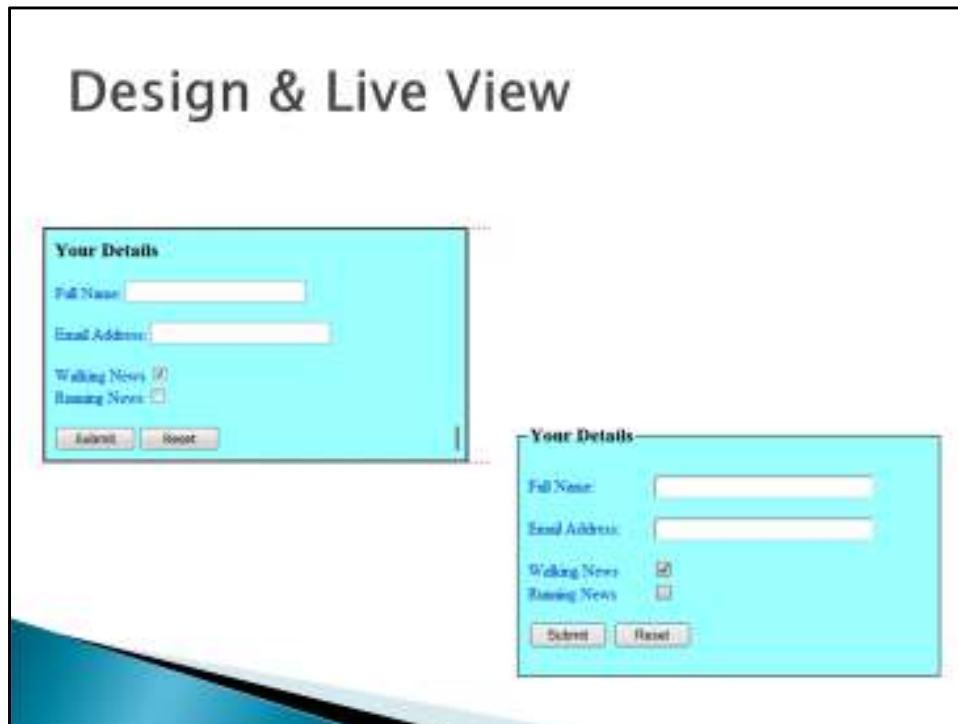 Design & Live View
Your Details
Full Name:
Email Address:
Walking News
Running News
Submit Reset
Your Details
Full Name:
Email Address:
Walking News
Running News
Submit Reset